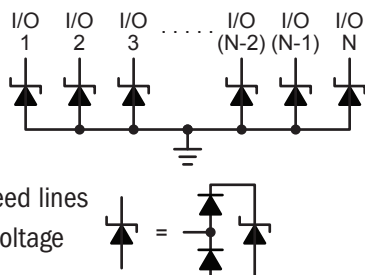 I/O I/O I/O ..... I/O I/O I/O
1 2 3 (N-2) (N-1) N
eed lines
oltage
=